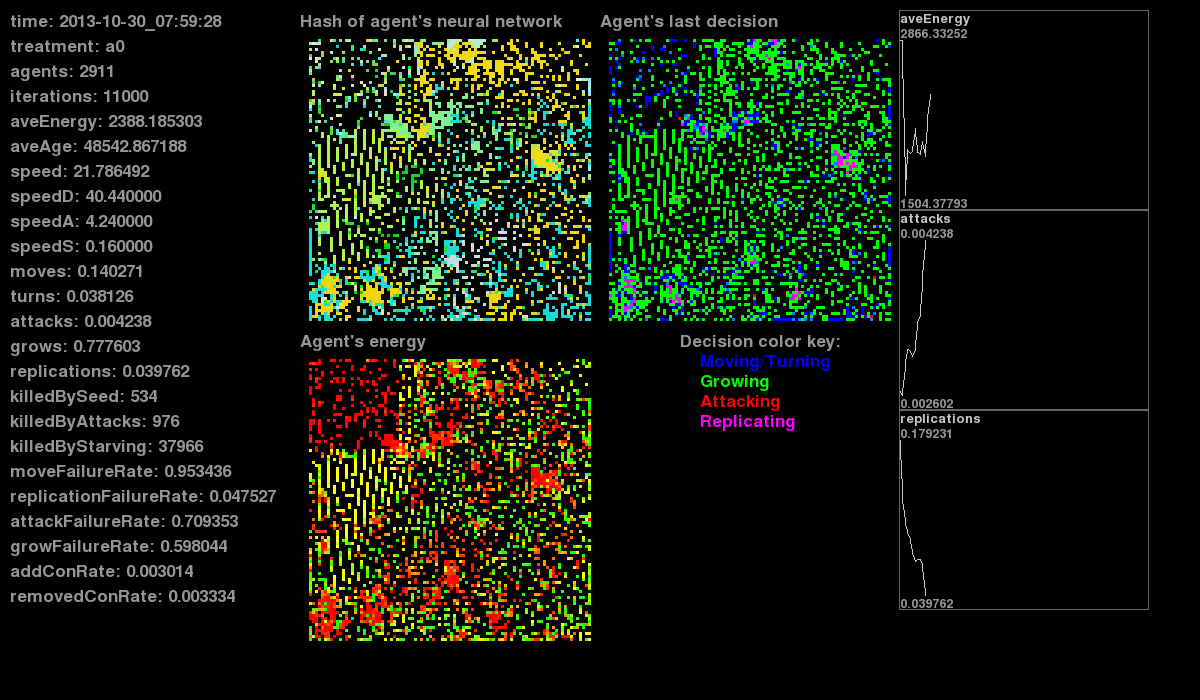 time: 2013-10-30_07:59:28
treatment: a0
agents: 2911
iterations: 11000
aveEnergy: 2388.185303
aveAge: 48542.867188
speed: 21.786492
speedD: 40.440000
speedA: 4.240000
speedS: 0.160000
moves: 0.140271
turns: 0.038126
attacks: 0.004238
grows: 0.777603
replications: 0.039762
killedBySeed: 534
killedByAttacks: 976
killedByStarving: 37966
moveFailureRate: 0.953436
replicationFailureRate: 0.047527
attackFailureRate: 0.709353
growFailureRate: 0.598044
addConRate: 0.003014
removedConRate: 0.003334
Hash of agent's neural network
Agent's last decision
Agent's energy
Decision color key:
Moving/Turning
Growing
Attacking
Replicating
aveEnergy
2866.33252
1504.37793
attacks
0.004238
0.002602
replications
0.179231
0.039762